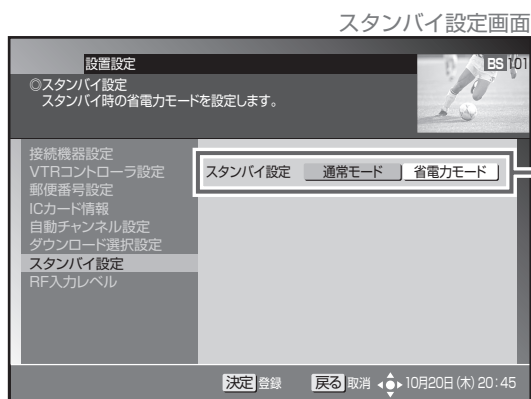 スタンバイ設定画面
設置設定
BS 101
◎スタンバイ設定
スタンバイ時の省電力モードを設定します。
接続機器設定
VTRコントローラ設定
郵便番号設定
ICカード情報
自動チャンネル設定
ダウンロード選択設定
スタンバイ設定
RF入力レベル
スタンバイ設定 通常モード 省電力モード
決定 登録 戻る 取消 10月20日(木)20:45